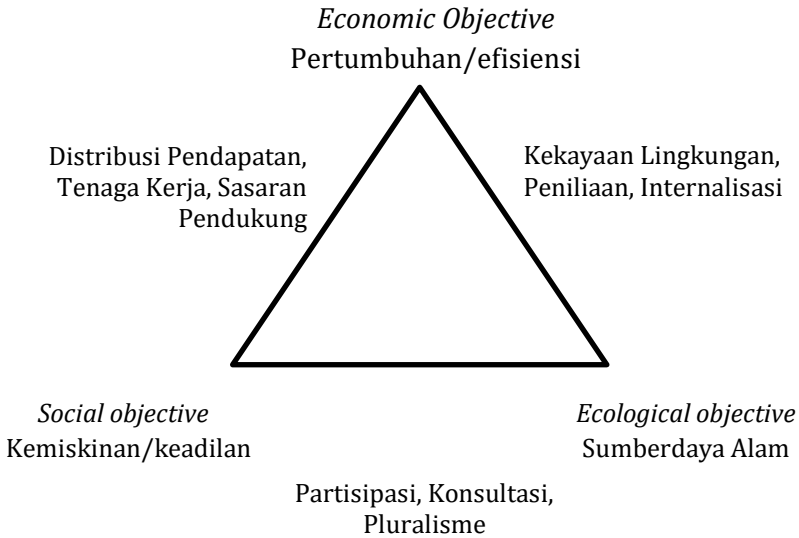 Economic Objective
Pertumbuhan/efisiensi
Distribusi Pendapatan,
Tenaga Kerja, Sasaran
Pendukung
Kekayaan Lingkungan,
Peniliaan, Internalisasi
Social objective
Kemiskinan/keadilan
Ecological objective
Sumberdaya Alam
Partisipasi, Konsultasi,
Pluralisme